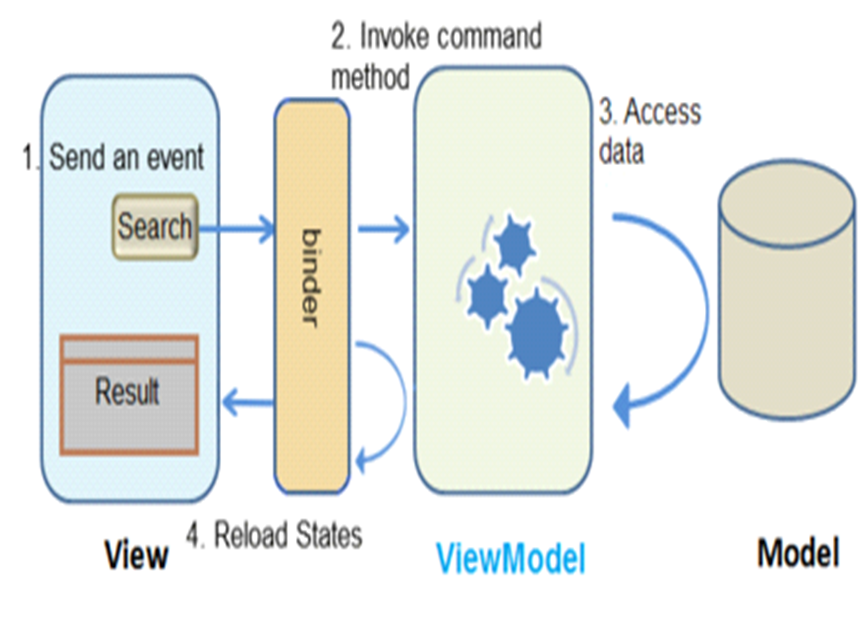 2. Invoke command
method
3. Access
data
1. Send an event
Search
binder
Result
4. Reload States
View
ViewModel
Model